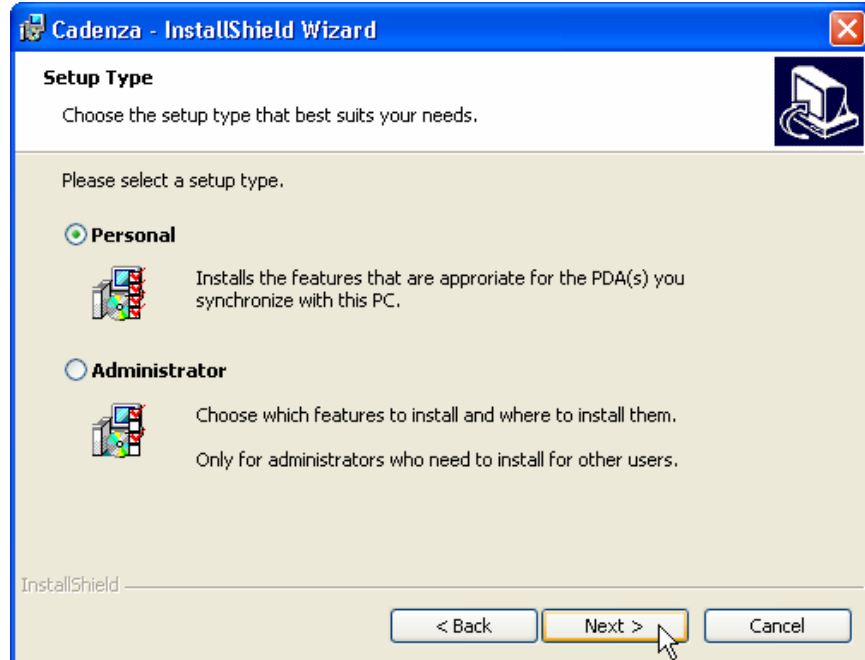 Cadenza - InstallShield Wizard
Setup Type
Choose the setup type that best suits your needs.
Please select a setup type.
Personal
Installs the features that are approriate for the PDA(s) you
synchronize with this PC.
Administrator
Choose which features to install and where to install them.
Only for administrators who need to install for other users.
InstallShield
< Back Next > Cancel